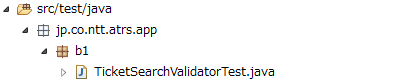 src/test/java
jp.co.ntt.atrs.app
b1
TicketSearchValidatorTest.java